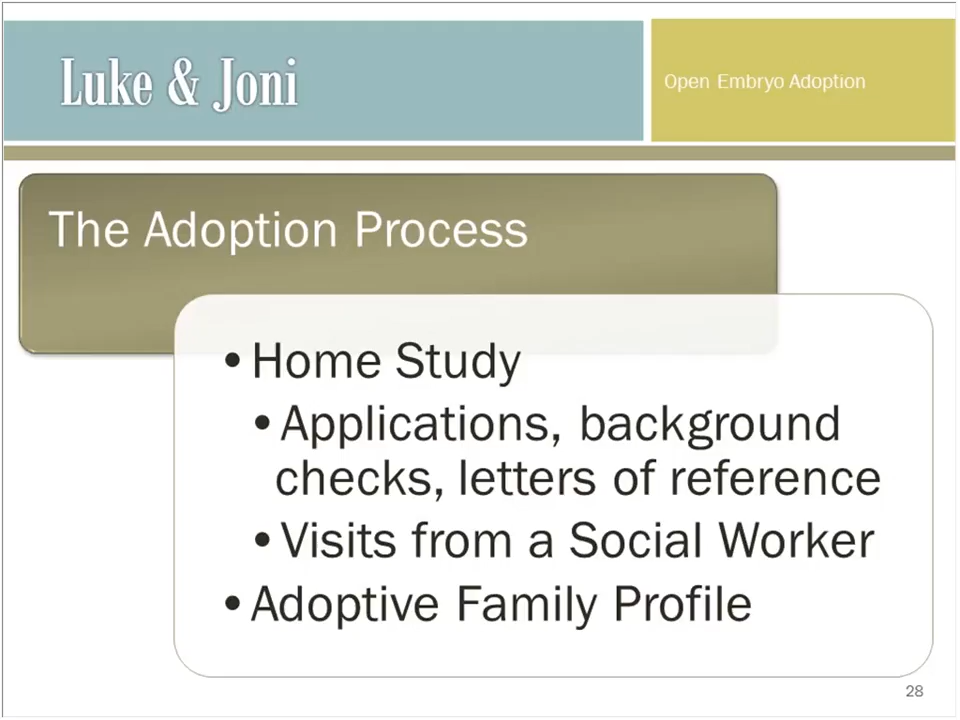 Luke & Joni
Open Embryo Adoption
The Adoption Process
•Home Study
•Applications, background
checks, letters of reference
•Visits from a Social Worker
•Adoptive Family Profile
28